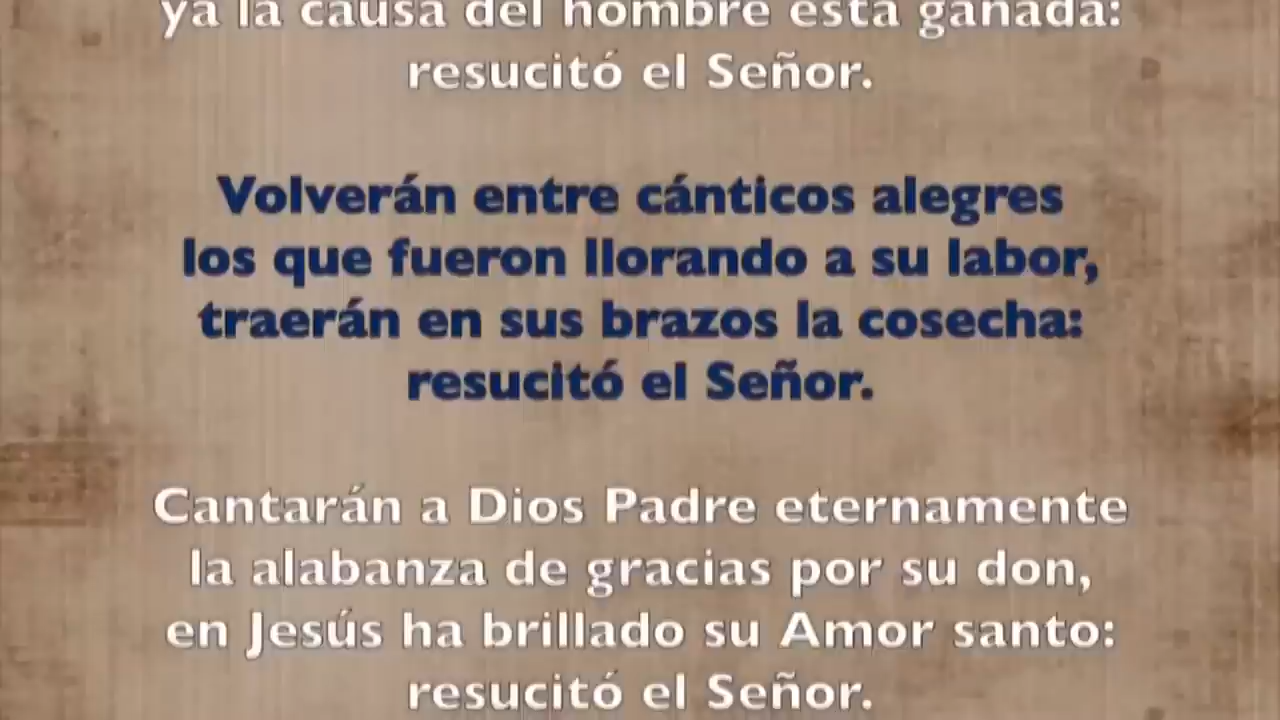 ya la causa del hombre está ganada:
resucitó el Señor.
Volverán entre cánticos alegres
los que fueron llorando a su labor,
traerán en sus brazos la cosecha:
resucitó el Señor.
Cantarán a Dios Padre eternamente
la alabanza de gracias por su don,
en Jesús ha brillado su Amor santo:
resucitó el Señor.